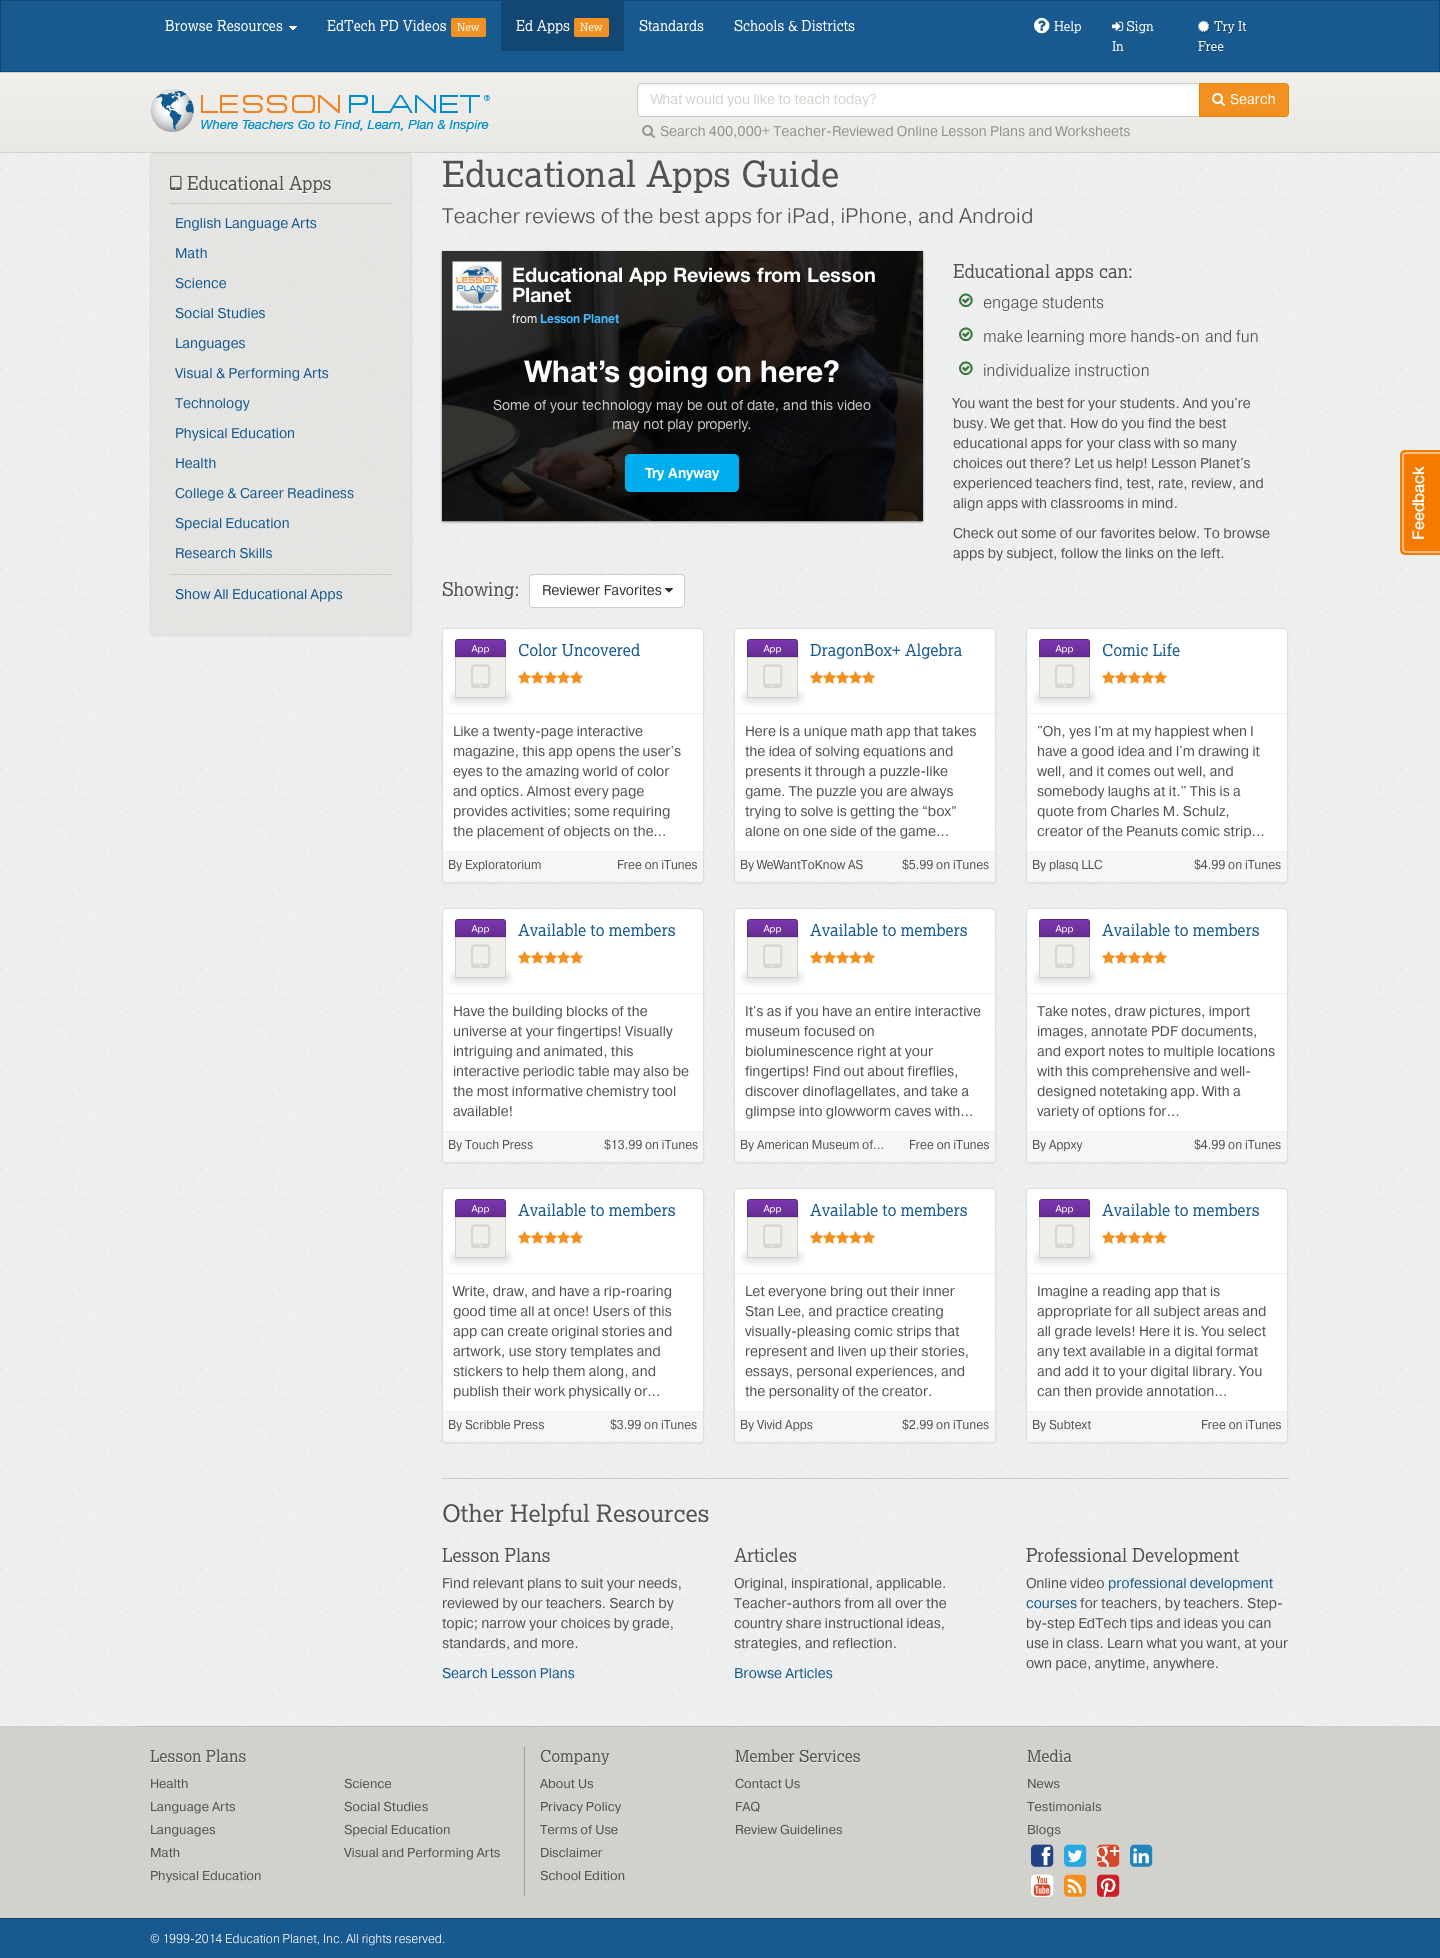 Browse Resources
EdTech PD Videos New
Ed Apps New
Standards
Schools & Districts
Help
Sign
In
Try It
Free
LESSON PLANET®
Where Teachers Go to Find, Learn, Plan & Inspire
What would you like to teach today?
Search
Search 400,000+ Teacher-Reviewed Online Lesson Plans and Worksheets
Educational Apps
English Language Arts
Math
Science
Social Studies
Languages
Visual & Performing Arts
Technology
Physical Education
Health
College & Career Readiness
Special Education
Research Skills
Show All Educational Apps
Educational Apps Guide
Teacher reviews of the best apps for iPad, iPhone, and Android
LESSON
PLANET
Search - Find - Inspire
Educational App Reviews from Lesson
Planet
from Lesson Planet
What's going on here?
Some of your technology may be out of date, and this video
may not play properly.
Try Anyway
Educational apps can:
engage students
make learning more hands-on and fun
individualize instruction
You want the best for your students. And you're
busy. We get that. How do you find the best
educational apps for your class with so many
choices out there? Let us help! Lesson Planet's
experienced teachers find, test, rate, review, and
align apps with classrooms in mind.
Check out some of our favorites below. To browse
apps by subject, follow the links on the left.
Feedback
Showing:
Reviewer Favorites
App
Color Uncovered
Like a twenty-page interactive
magazine, this app opens the user's
eyes to the amazing world of color
and optics. Almost every page
provides activities; some requiring
the placement of objects on the...
By Exploratorium
Free on iTunes
App
DragonBox+ Algebra
Here is a unique math app that takes
the idea of solving equations and
presents it through a puzzle-like
game. The puzzle you are always
trying to solve is getting the “box”
alone on one side of the game...
By WeWantToKnow AS
$5.99 on iTunes
App
Comic Life
"Oh, yes I'm at my happiest when I
have a good idea and I'm drawing it
well, and it comes out well, and
somebody laughs at it." This is a
quote from Charles M. Schulz,
creator of the Peanuts comic strip...
By plasq LLC
$4.99 on iTunes
App
Available to members
Have the building blocks of the
universe at your fingertips! Visually
intriguing and animated, this
interactive periodic table may also be
the most informative chemistry tool
available!
By Touch Press
$13.99 on iTunes
App
Available to members
It's as if you have an entire interactive
museum focused on
bioluminescence right at your
fingertips! Find out about fireflies,
discover dinoflagellates, and take a
glimpse into glowworm caves with...
By American Museum of...
Free on iTunes
App
Available to members
Take notes, draw pictures, import
images, annotate PDF documents,
and export notes to multiple locations
with this comprehensive and well-
designed notetaking app. With a
variety of options for...
By Appxy
$4.99 on iTunes
App
Available to members
Write, draw, and have a rip-roaring
good time all at once! Users of this
app can create original stories and
artwork, use story templates and
stickers to help them along, and
publish their work physically or...
By Scribble Press
$3.99 on iTunes
App
Available to members
Let everyone bring out their inner
Stan Lee, and practice creating
visually-pleasing comic strips that
represent and liven up their stories,
essays, personal experiences, and
the personality of the creator.
By Vivid Apps
$2.99 on iTunes
App
Available to members
Imagine a reading app that is
appropriate for all subject areas and
all grade levels! Here it is. You select
any text available in a digital format
and add it to your digital library. You
can then provide annotation...
By Subtext
Free on iTunes
Other Helpful Resources
Lesson Plans
Find relevant plans to suit your needs,
reviewed by our teachers. Search by
topic; narrow your choices by grade,
standards, and more.
Search Lesson Plans
Articles
Original, inspirational, applicable.
Teacher-authors from all over the
country share instructional ideas,
strategies, and reflection.
Browse Articles
Professional Development
Online video professional development
courses for teachers, by teachers. Step-
by-step EdTech tips and ideas you can
use in class. Learn what you want, at your
own pace, anytime, anywhere.
Lesson Plans
Health
Language Arts
Languages
Math
Physical Education
Science
Social Studies
Special Education
Visual and Performing Arts
Company
About Us
Privacy Policy
Terms of Use
Disclaimer
School Edition
Member Services
Contact Us
FAQ
Review Guidelines
Media
News
Testimonials
Blogs
You
Tube
© 1999-2014 Education Planet, Inc. All rights reserved.